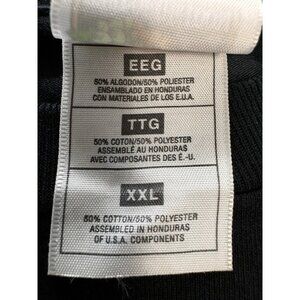 EEG
50% ALGODON/50% POLIESTER
ENSAMBLADO EN HONDURAS
CON MATERIALES DE LOS E.U.A.
TTG
50% COTON/50% POLYESTER
ASSEMBLÉ AU HONDURAS
AVEC COMPOSANTES DES É.-U.
XXL
50% COTTON/50% POLYESTER
ASSEMBLED IN HONDURAS
OF U.S.A. COMPONENTS